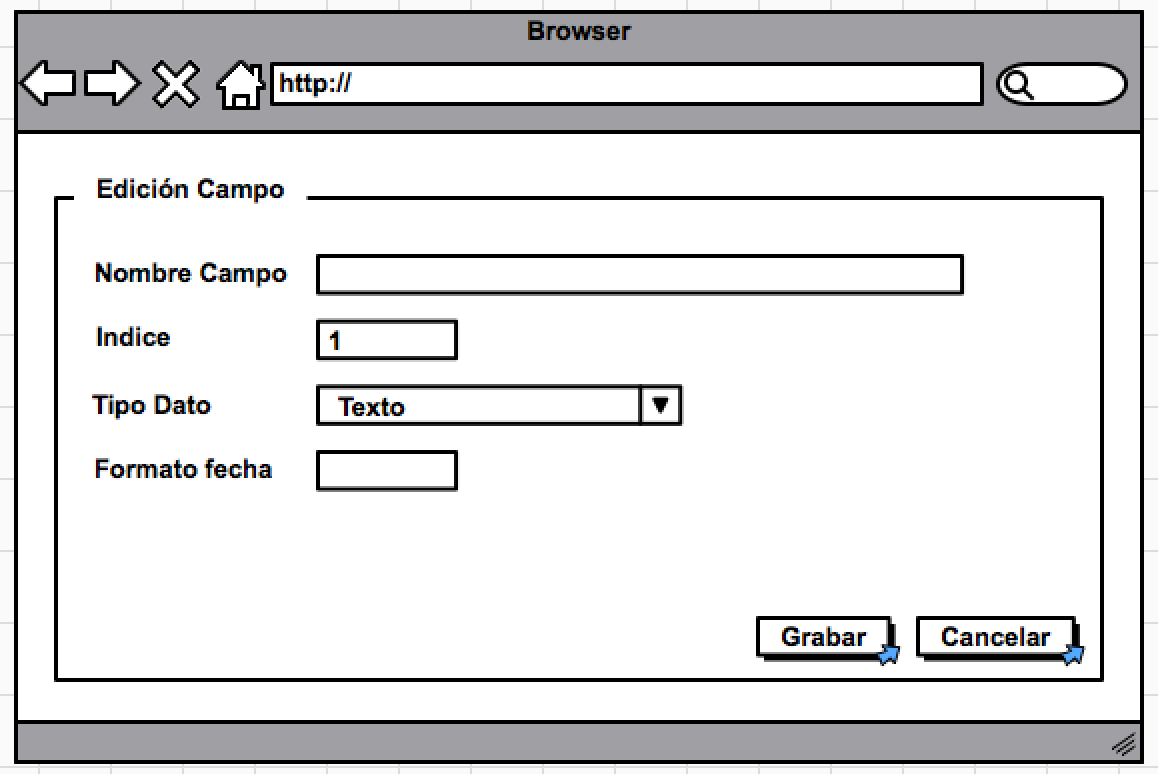 Browser
http://
Edición Campo
Nombre Campo
Indice 1
Tipo Dato Texto
Formato fecha
Grabar Cancelar